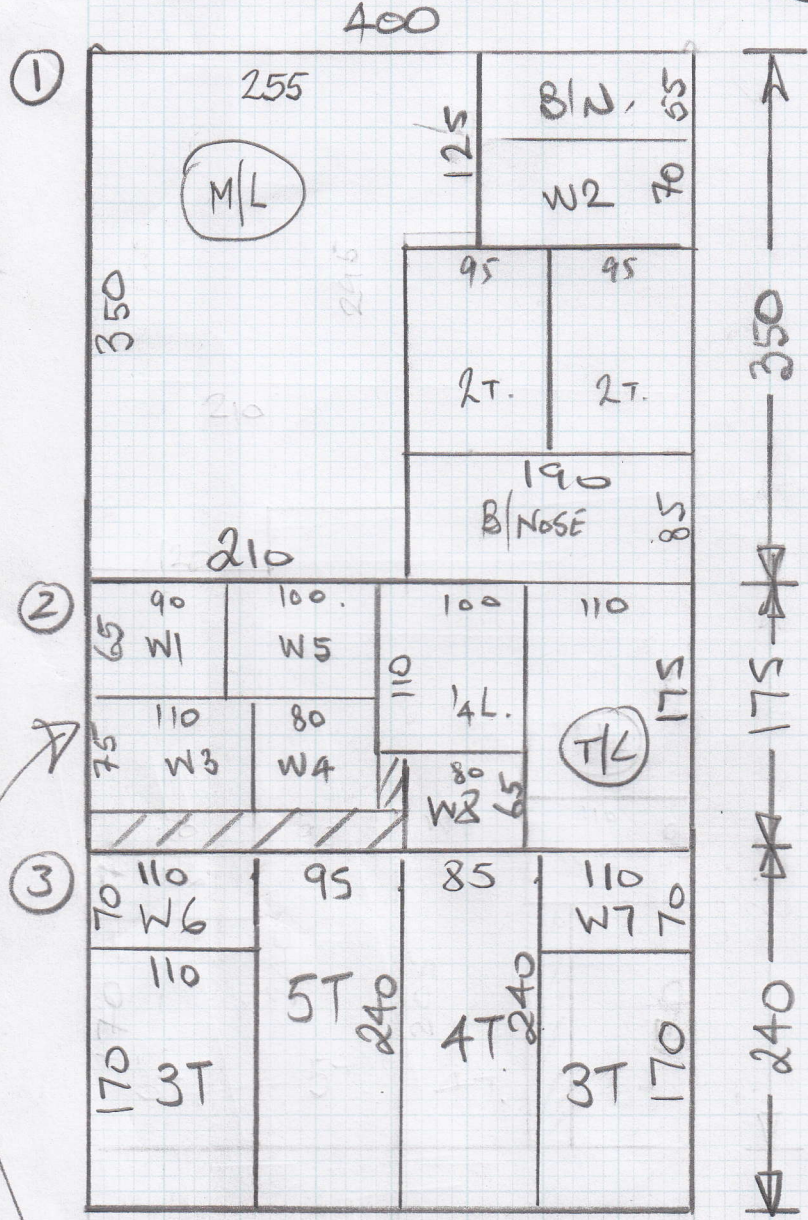 400
① 255 B/N. 55
M/L 125 W2 70
95 95
350 2T. 2T. 350
190
B/NOSE 85
210
② 90 100. 100 110
65 W1 W5 110 175 175
1/4L.
110 80 T/L
75 W3 W4 80
W8 65
③ 110 95 85 110
70 W6 W7 70
110 5T 240 4T 240 240
170 3T 3T 170